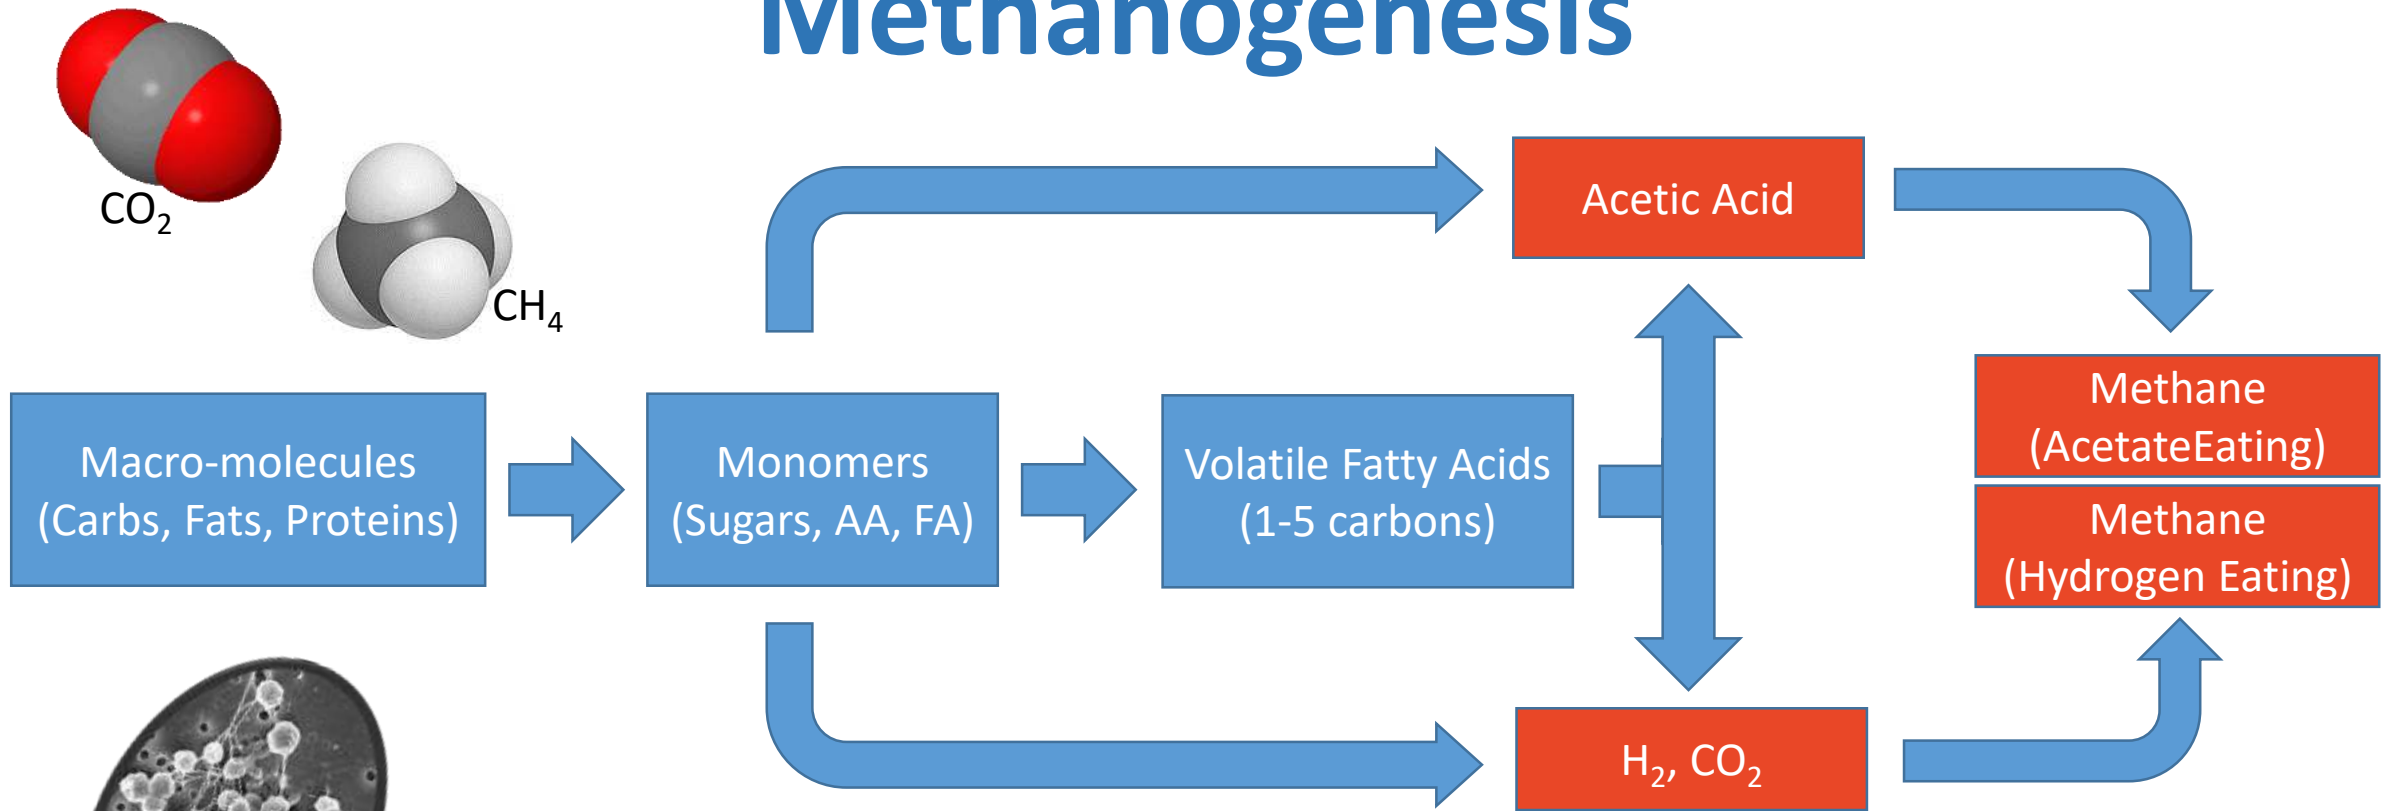 Methanogenesis
CO₂
CH₄
Acetic Acid
Macro-molecules
(Carbs, Fats, Proteins)
Monomers
(Sugars, AA, FA)
Volatile Fatty Acids
(1-5 carbons)
Methane
(AcetateEating)
Methane
(Hydrogen Eating)
H₂, CO₂